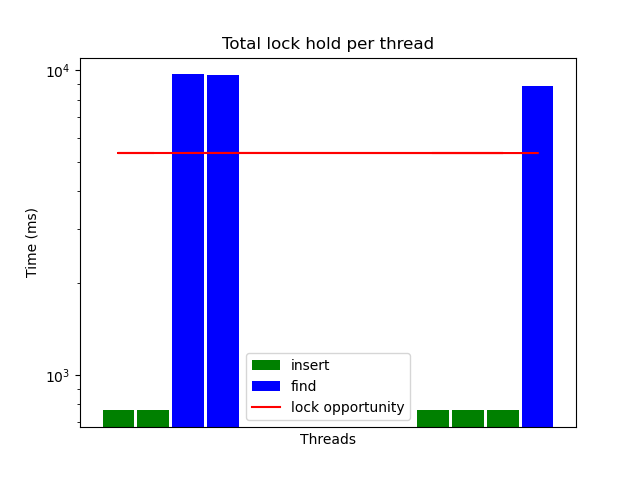 Total lock hold per thread
10⁴
10³
Time (ms)
insert
find
lock opportunity
Threads